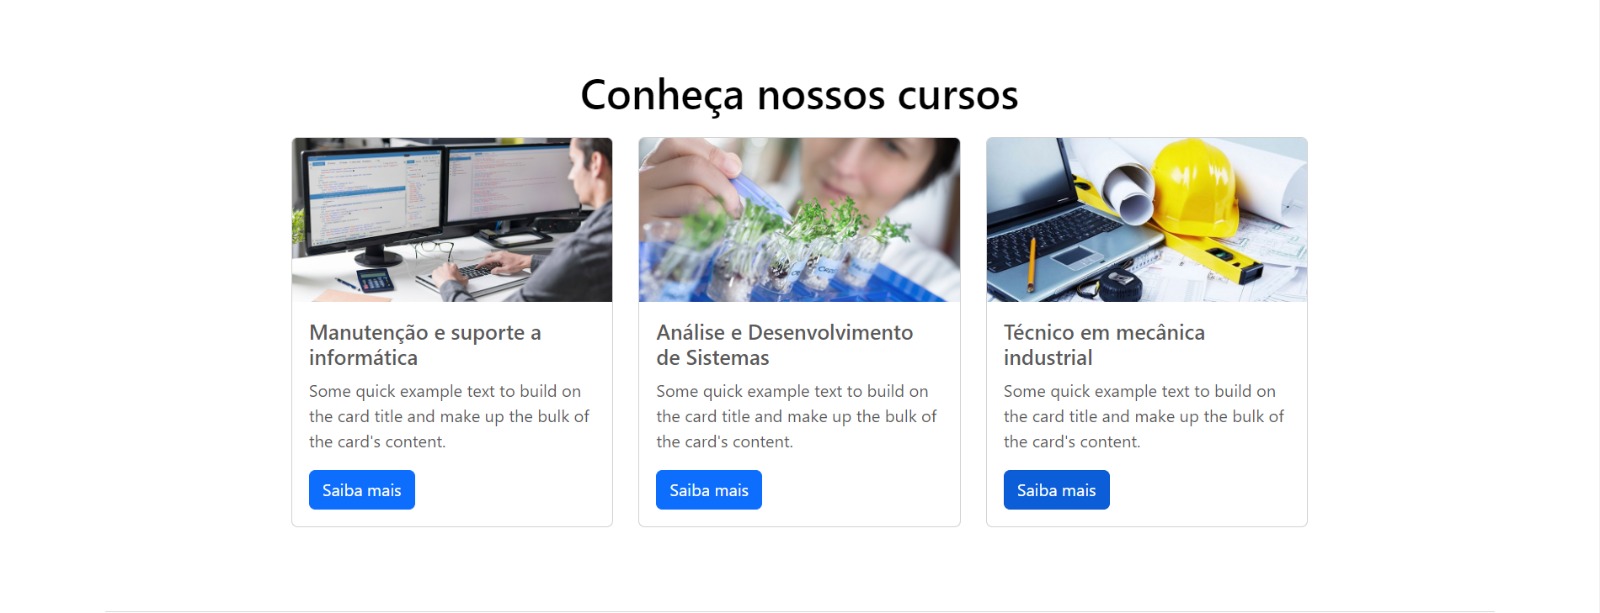 Conheça nossos cursos
Manutenção e suporte a
informática
Some quick example text to build on
the card title and make up the bulk of
the card's content.
Saiba mais
Análise e Desenvolvimento
de Sistemas
Some quick example text to build on
the card title and make up the bulk of
the card's content.
Saiba mais
Técnico em mecânica
industrial
Some quick example text to build on
the card title and make up the bulk of
the card's content.
Saiba mais